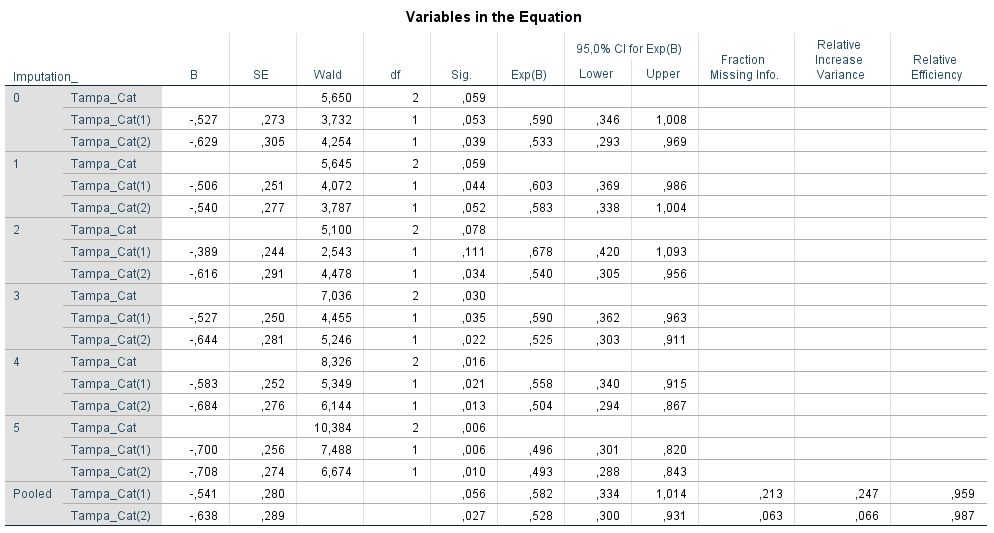 Variables in the Equation
95,0% CI for Exp(B)
Imputation_ B SE Wald df Sig. Exp(B) Lower Upper Fraction Missing Info. Relative Increase Variance Relative Efficiency
0 Tampa_Cat 5,650 2 ,059
Tampa_Cat(1) -,527 ,273 3,732 1 ,053 ,590 ,346 1,008
Tampa_Cat(2) -,629 ,305 4,254 1 ,039 ,533 ,293 ,969
1 Tampa_Cat 5,645 2 ,059
Tampa_Cat(1) -,506 ,251 4,072 1 ,044 ,603 ,369 ,986
Tampa_Cat(2) -,540 ,277 3,787 1 ,052 ,583 ,338 1,004
2 Tampa_Cat 5,100 2 ,078
Tampa_Cat(1) -,389 ,244 2,543 1 ,111 ,678 ,420 1,093
Tampa_Cat(2) -,616 ,291 4,478 1 ,034 ,540 ,305 ,956
3 Tampa_Cat 7,036 2 ,030
Tampa_Cat(1) -,527 ,250 4,455 1 ,035 ,590 ,362 ,963
Tampa_Cat(2) -,644 ,281 5,246 1 ,022 ,525 ,303 ,911
4 Tampa_Cat 8,326 2 ,016
Tampa_Cat(1) -,583 ,252 5,349 1 ,021 ,558 ,340 ,915
Tampa_Cat(2) -,684 ,276 6,144 1 ,013 ,504 ,294 ,867
5 Tampa_Cat 10,384 2 ,006
Tampa_Cat(1) -,700 ,256 7,488 1 ,006 ,496 ,301 ,820
Tampa_Cat(2) -,708 ,274 6,674 1 ,010 ,493 ,288 ,843
Pooled Tampa_Cat(1) -,541 ,280 ,056 ,582 ,334 1,014 ,213 ,247 ,959
Tampa_Cat(2) -,638 ,289 ,027 ,528 ,300 ,931 ,063 ,066 ,987